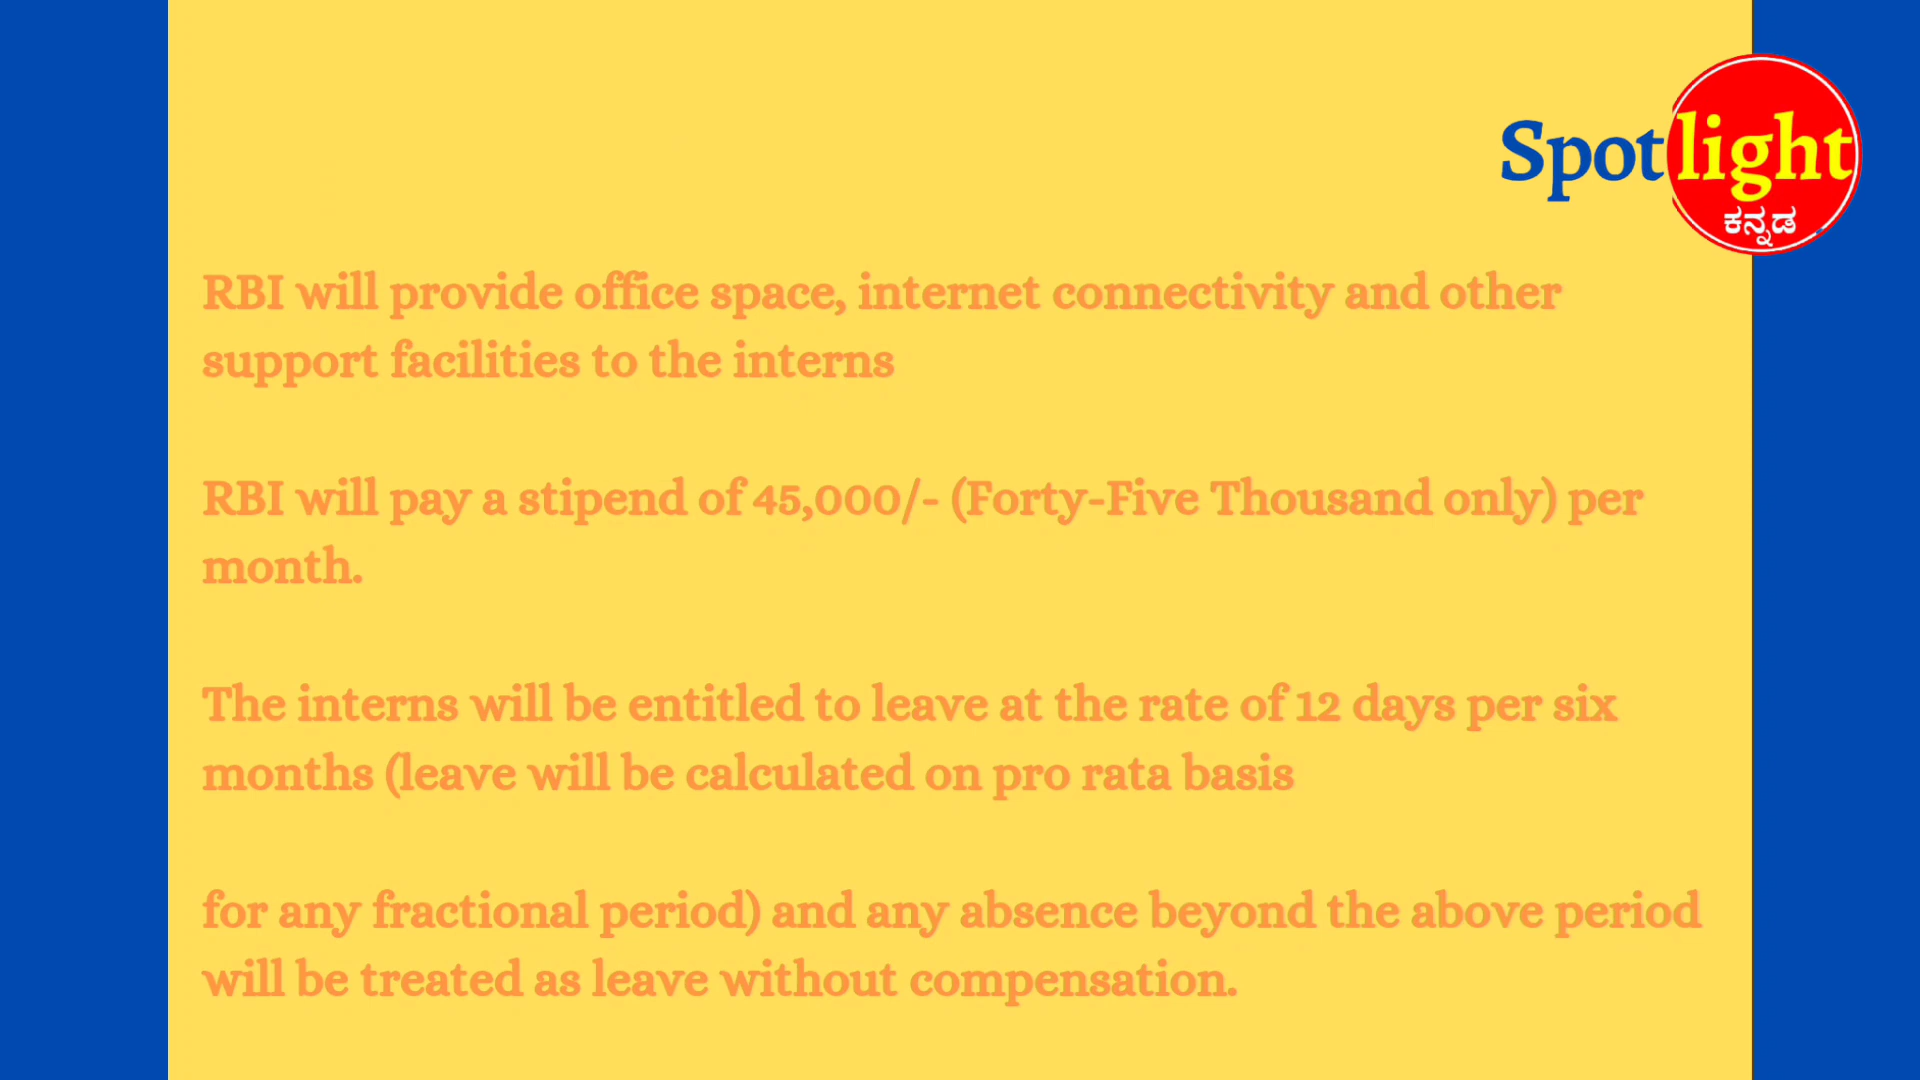 Spotlight
ಕನ್ನಡ
RBI will provide office space, internet connectivity and other
support facilities to the interns
RBI will pay a stipend of 45,000/- (Forty-Five Thousand only) per
month.
The interns will be entitled to leave at the rate of 12 days per six
months (leave will be calculated on pro rata basis
for any fractional period) and any absence beyond the above period
will be treated as leave without compensation.